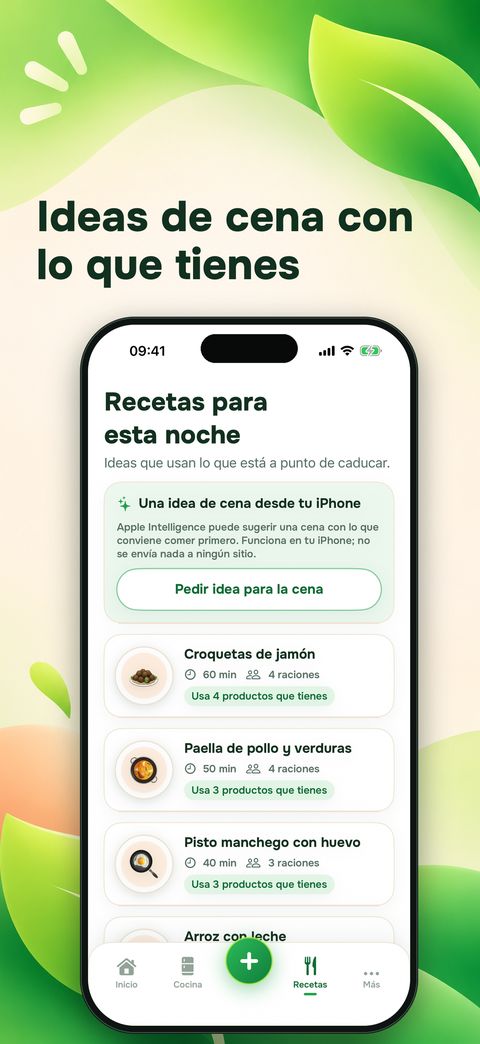 Ideas de cena con
lo que tienes
09:41
Recetas para
esta noche
Ideas que usan lo que está a punto de caducar.
Una idea de cena desde tu iPhone
Apple Intelligence puede sugerir una cena con lo que
conviene comer primero. Funciona en tu iPhone; no
se envía nada a ningún sitio.
Pedir idea para la cena
Croquetas de jamón
60 min 4 raciones
Usa 4 productos que tienes
Paella de pollo y verduras
50 min 4 raciones
Usa 3 productos que tienes
Pisto manchego con huevo
40 min 3 raciones
Usa 3 productos que tienes
Arroz con leche
Inicio Cocina Recetas Más